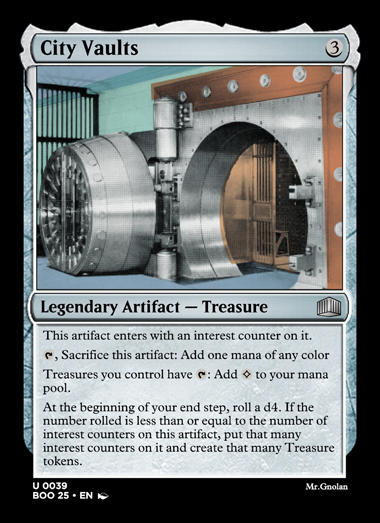 City Vaults 3
Legendary Artifact — Treasure
This artifact enters with an interest counter on it.
, Sacrifice this artifact: Add one mana of any color
Treasures you control have : Add to your mana
pool.
At the beginning of your end step, roll a d4. If the
number rolled is less than or equal to the number of
interest counters on this artifact, put that many
interest counters on it and create that many Treasure
tokens.
U 0039
BOO 25 • EN Mr.Gnolan